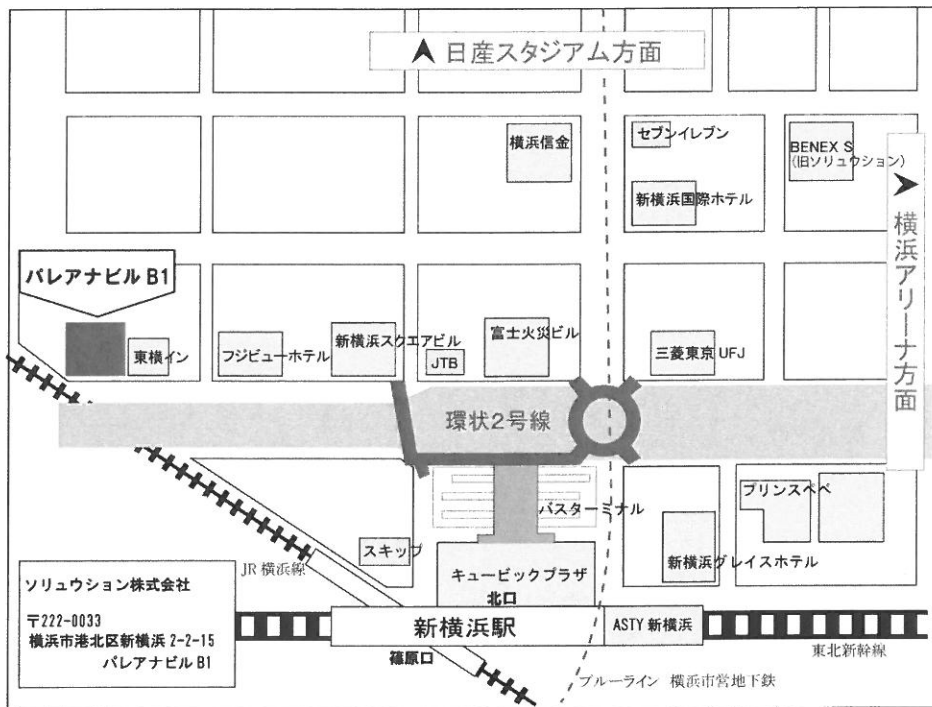 日産スタジアム方面
横浜信金
セブンイレブン
BENEX S
(旧ソリュウション)
新横浜国際ホテル
横浜アリーナ方面
パレアナビル B1
東横イン
フジビューホテル
新横浜スクエアビル
JTB
富士火災ビル
三菱東京 UFJ
環状2号線
バスターミナル
プリンスペペ
スキップ
新横浜グレイスホテル
JR 横浜線
キュービックプラザ
北口
新横浜駅
ASTY 新横浜
篠原口
東北新幹線
ブルーライン 横浜市営地下鉄
ソリュウション株式会社
〒222-0033
横浜市港北区新横浜 2-2-15
パレアナビル B1